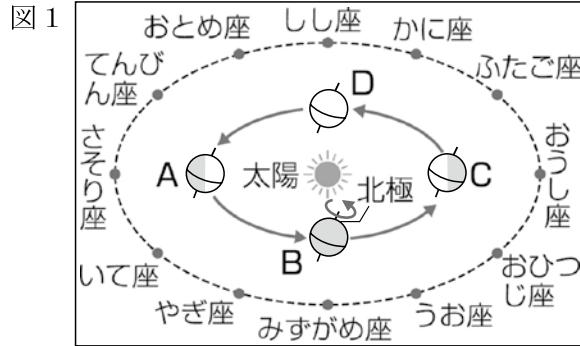 図1
しし座
おとめ座
かに座
てんびん座
ふたご座
D
さそり座
A
太陽
北極
C
おうし座
B
いて座
おひつじ座
やぎ座
みずがめ座
うお座